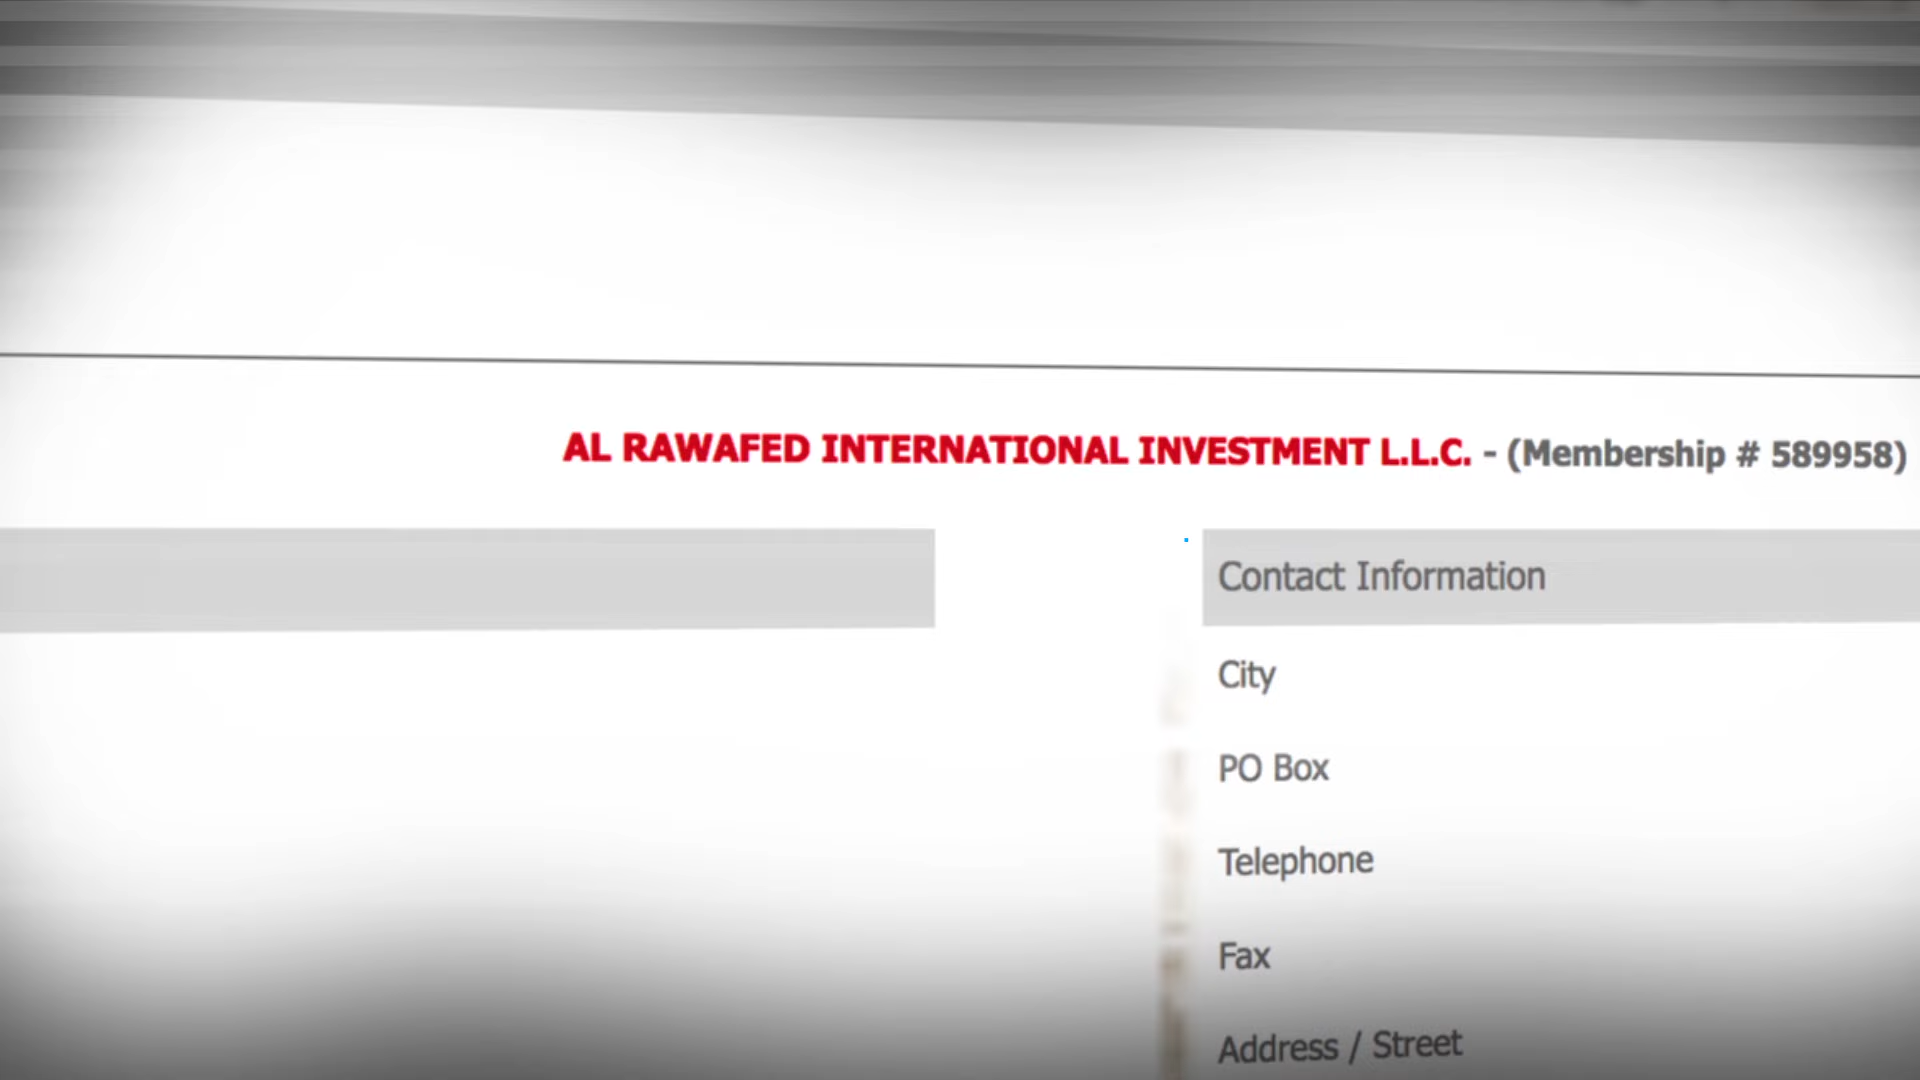 AL RAWAFED INTERNATIONAL INVESTMENT L.L.C. - (Membership # 589958)
Contact Information
City
PO Box
Telephone
Fax
Address / Street